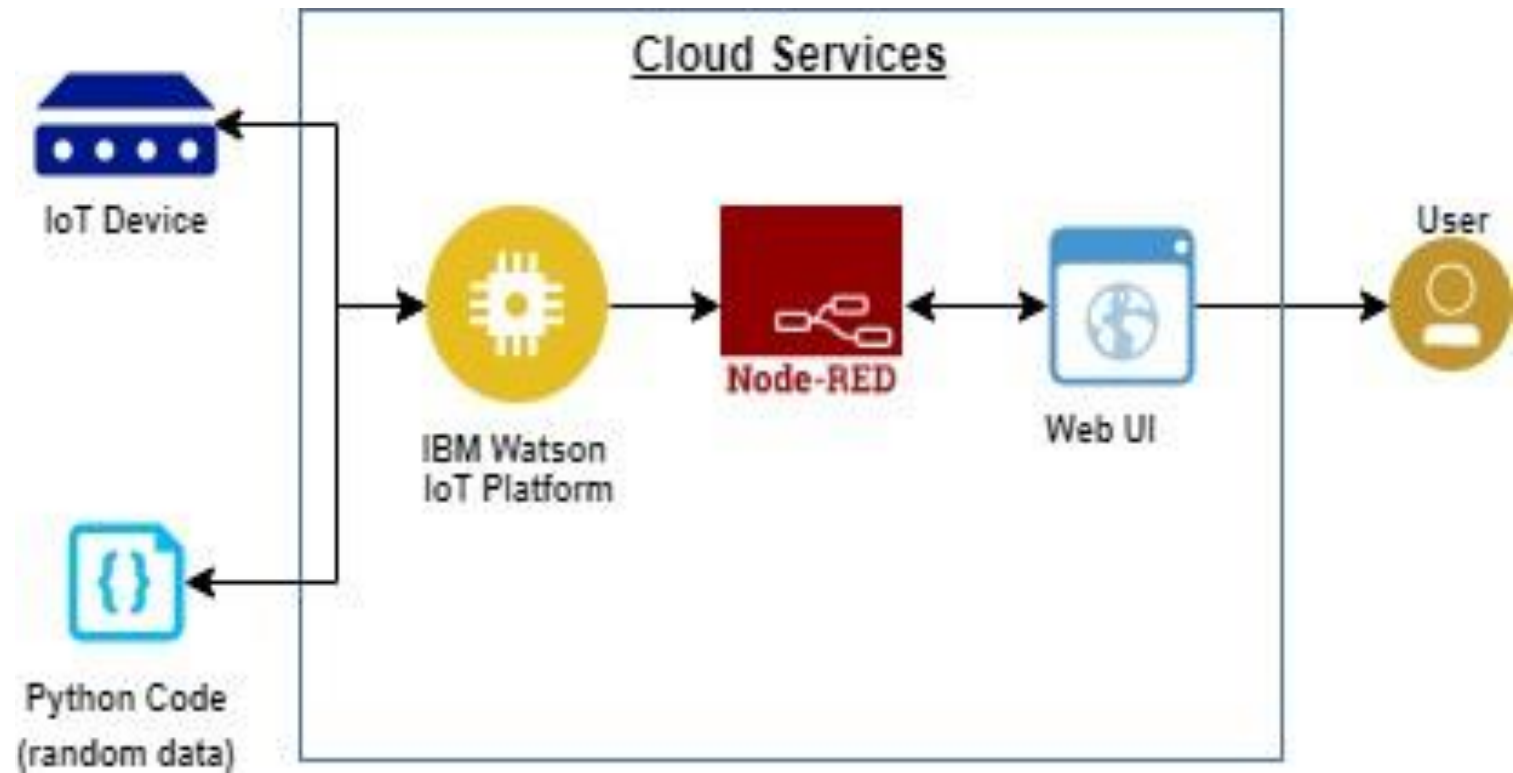 Cloud Services
IoT Device
User
Node-RED
Web UI
IBM Watson
IoT Platform
Python Code
(random data)